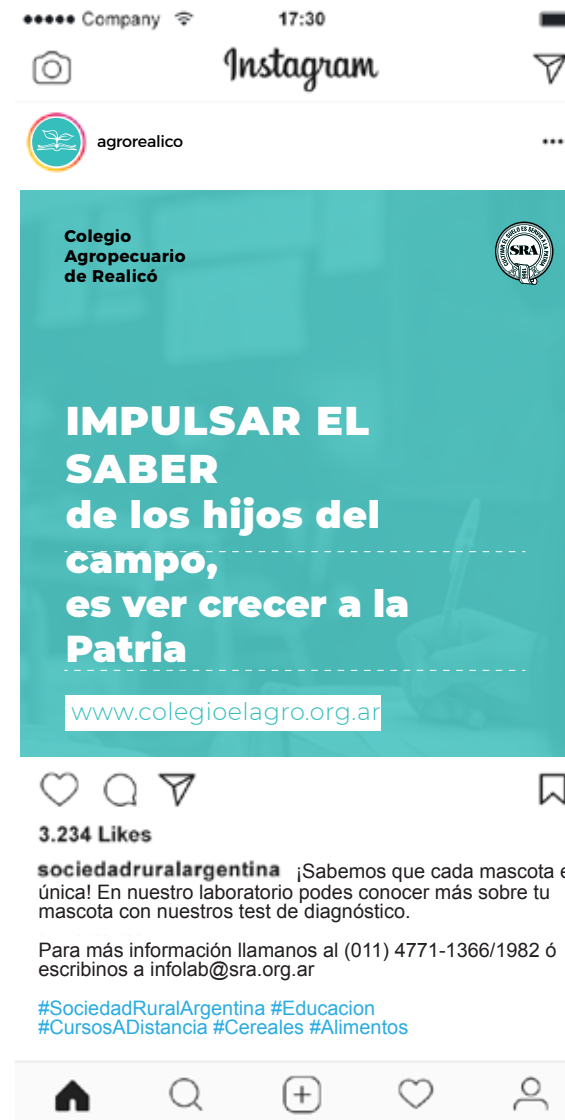 Company
17:30
Instagram
agrorealico
Colegio
Agropecuario
de Realicó
SRA
IMPULSAR EL
SABER
de los hijos del
campo,
es ver crecer a la
Patria
www.colegioelagro.org.ar
3.234 Likes
sociedadruralargentina ¡Sabemos que cada mascota e
única! En nuestro laboratorio podes conocer más sobre tu
mascota con nuestros test de diagnóstico.
Para más información llamanos al (011) 4771-1366/1982 ó
escribinos a infolab@sra.org.ar
#SociedadRuralArgentina #Educacion
#CursosADistancia #Cereales #Alimentos